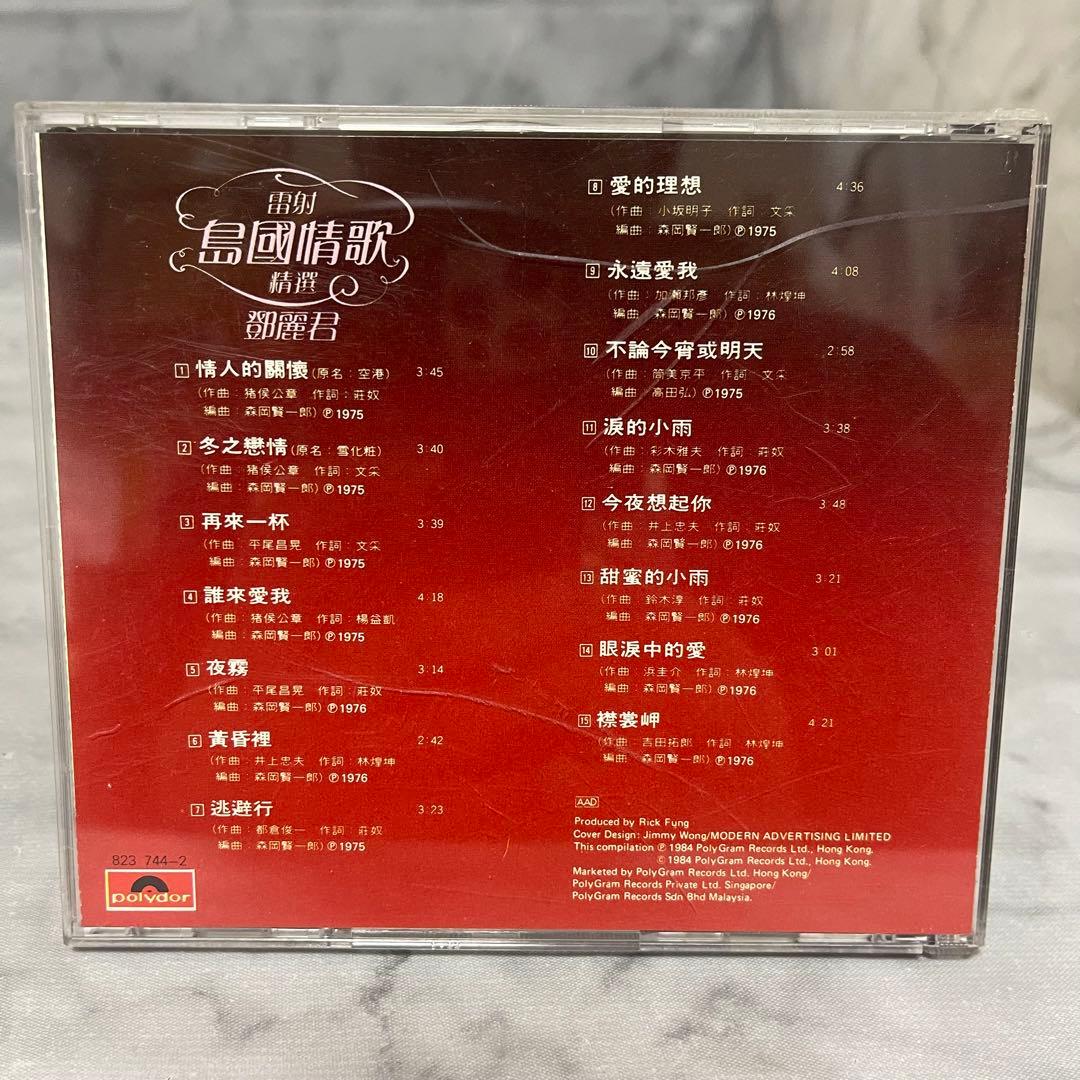 雷射
島國情歌
精選
鄧麗君
1 情人的關懷(原名:空港) 3:45
(作曲:猪俣公章 作詞:莊奴
編曲:森岡賢一郎)Ⓟ1975
2 冬之戀情(原名:雪化粧) 3:40
(作曲:猪俣公章 作詞:文采
編曲:森岡賢一郎)Ⓟ1975
3 再來一杯 3:39
(作曲:平尾昌晃 作詞:文采
編曲:森岡賢一郎)Ⓟ1975
4 誰來愛我 4:18
(作曲:猪俣公章 作詞:楊益凱
編曲:森岡賢一郎)Ⓟ1975
5 夜霧 3:14
(作曲:平尾昌晃 作詞:莊奴
編曲:森岡賢一郎)Ⓟ1976
6 黃昏裡 2:42
(作曲:井上忠夫 作詞:林煌坤
編曲:森岡賢一郎)Ⓟ1976
7 逃避行 3:23
(作曲:都倉俊一 作詞:莊奴
編曲:森岡賢一郎)Ⓟ1975
823 744-2
polydor
8 愛的理想 4:36
(作曲:小坂明子 作詞:文采
編曲:森岡賢一郎)Ⓟ1975
9 永遠愛我 4:08
(作曲:加瀨邦彥 作詞:林煌坤
編曲:森岡賢一郎)Ⓟ1976
10 不論今宵或明天 2:58
(作曲:筒美京平 作詞:文采
編曲:高田弘)Ⓟ1975
11 淚的小雨 3:38
(作曲:彩木雅夫 作詞:莊奴
編曲:森岡賢一郎)Ⓟ1976
12 今夜想起你 3:48
(作曲:井上忠夫 作詞:莊奴
編曲:森岡賢一郎)Ⓟ1976
13 甜蜜的小雨 3:21
(作曲:鈴木淳 作詞:莊奴
編曲:森岡賢一郎)Ⓟ1976
14 眼淚中的愛 3:01
(作曲:浜圭介 作詞:林煌坤
編曲:森岡賢一郎)Ⓟ1976
15 襟裳岬 4:21
(作曲:吉田拓郎 作詞:林煌坤
編曲:森岡賢一郎)Ⓟ1976
AAD
Produced by Rick Fung
Cover Design: Jimmy Wong/MODERN ADVERTISING LIMITED
This compilation Ⓟ 1984 PolyGram Records Ltd., Hong Kong.
© 1984 PolyGram Records Ltd., Hong Kong.
Marketed by PolyGram Records Ltd. Hong Kong/
PolyGram Records Private Ltd. Singapore/
PolyGram Records Sdn Bhd Malaysia.